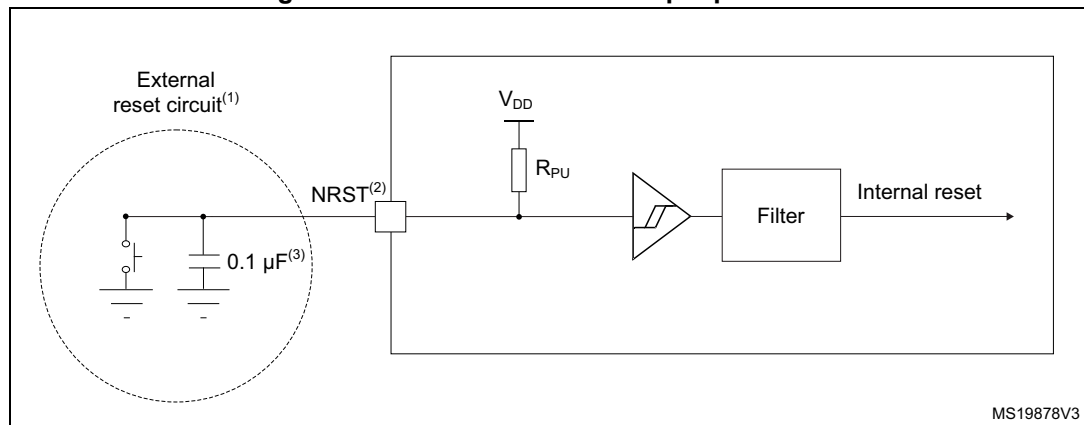 External
reset circuit(1)
VDD
RPU
NRST(2)
Filter
Internal reset
0.1 µF(3)
MS19878V3